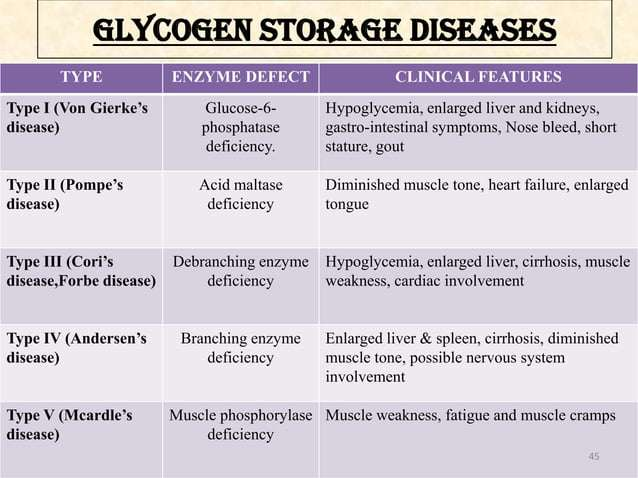 GLYCOGEN STORAGE DISEASES
TYPE ENZYME DEFECT CLINICAL FEATURES
Type I (Von Gierke's
disease)
Glucose-6-
phosphatase
deficiency.
Hypoglycemia, enlarged liver and kidneys,
gastro-intestinal symptoms, Nose bleed, short
stature, gout
Type II (Pompe's
disease)
Acid maltase
deficiency
Diminished muscle tone, heart failure, enlarged
tongue
Type III (Cori's
disease,Forbe disease)
Debranching enzyme
deficiency
Hypoglycemia, enlarged liver, cirrhosis, muscle
weakness, cardiac involvement
Type IV (Andersen's
disease)
Branching enzyme
deficiency
Enlarged liver & spleen, cirrhosis, diminished
muscle tone, possible nervous system
involvement
Type V (Mcardle's
disease)
Muscle phosphorylase
deficiency
Muscle weakness, fatigue and muscle cramps
45